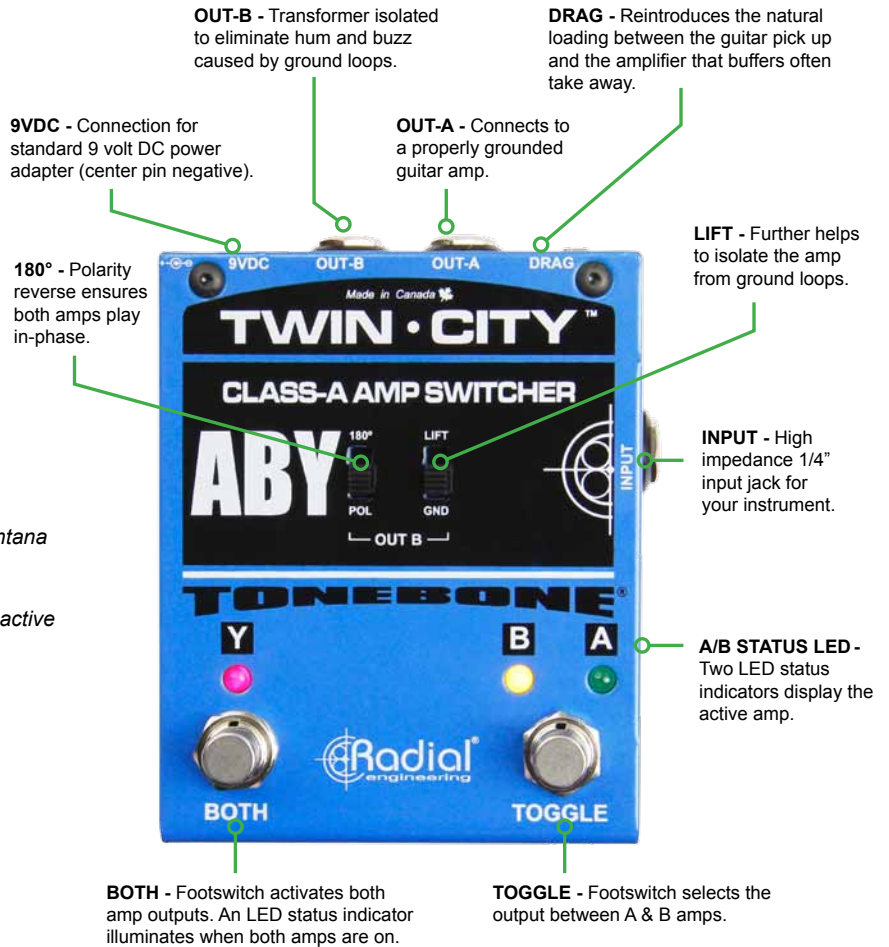 OUT-B - Transformer isolated
to eliminate hum and buzz
caused by ground loops.
DRAG - Reintroduces the natural
loading between the guitar pick up
and the amplifier that buffers often
take away.
9VDC - Connection for
standard 9 volt DC power
adapter (center pin negative).
OUT-A - Connects to
a properly grounded
guitar amp.
LIFT - Further helps
to isolate the amp
from ground loops.
180° - Polarity
reverse ensures
both amps play
in-phase.
9VDC OUT-B OUT-A DRAG
Made in Canada
TWIN • CITY™
CLASS-A AMP SWITCHER
ABY
180° LIFT
POL GND
OUT B
INPUT
INPUT - High
impedance 1/4”
input jack for
your instrument.
ntana
active
TONEBONE®
Y B A
A/B STATUS LED -
Two LED status
indicators display the
active amp.
Radial®
engineering
BOTH TOGGLE
BOTH - Footswitch activates both
amp outputs. An LED status indicator
illuminates when both amps are on.
TOGGLE - Footswitch selects the
output between A & B amps.